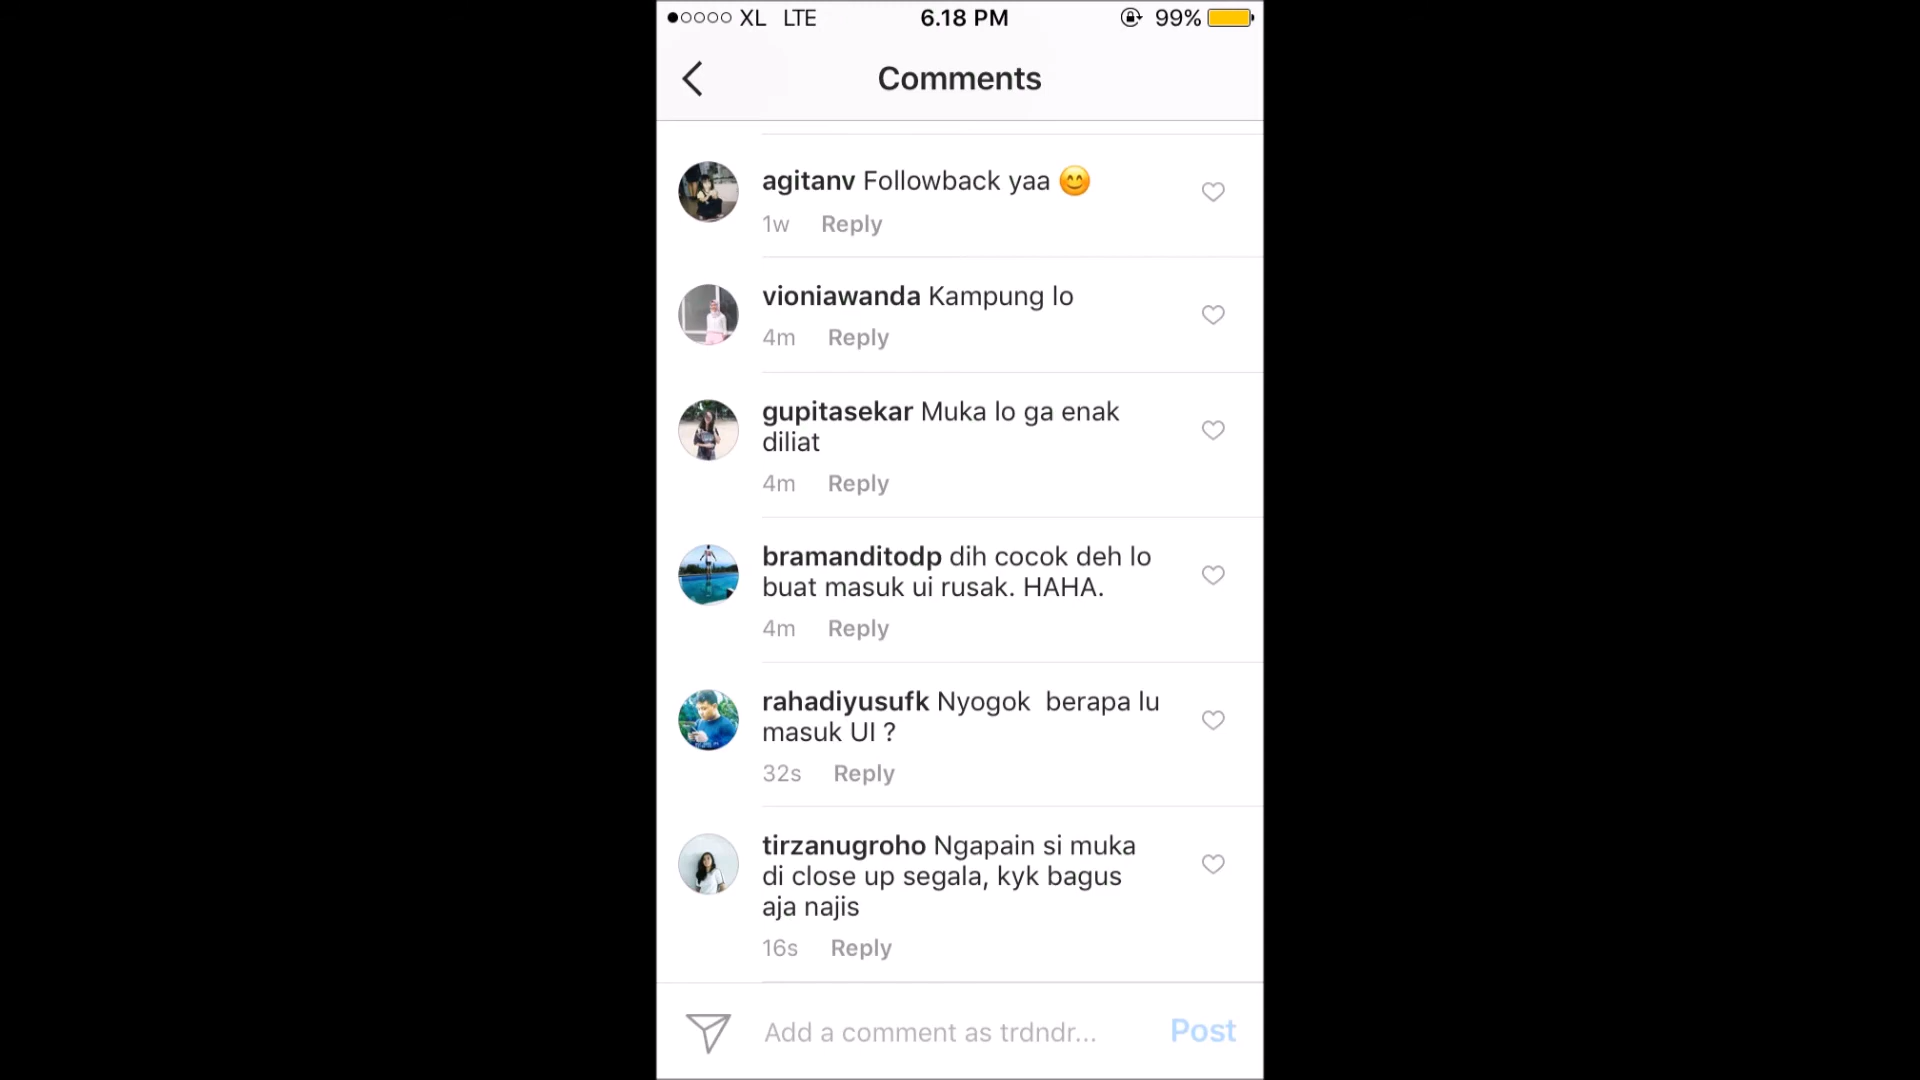 XL LTE 6.18 PM 99%
Comments
agitanv Followback yaa 😊
1w Reply
vioniawanda Kampung lo
4m Reply
gupitasekar Muka lo ga enak
diliat
4m Reply
bramanditodp dih cocok deh lo
buat masuk ui rusak. HAHA.
4m Reply
rahadiyusufk Nyogok  berapa lu
masuk UI ?
32s Reply
tirzanugroho Ngapain si muka
di close up segala, kyk bagus
aja najis
16s Reply
Add a comment as trdndr... Post